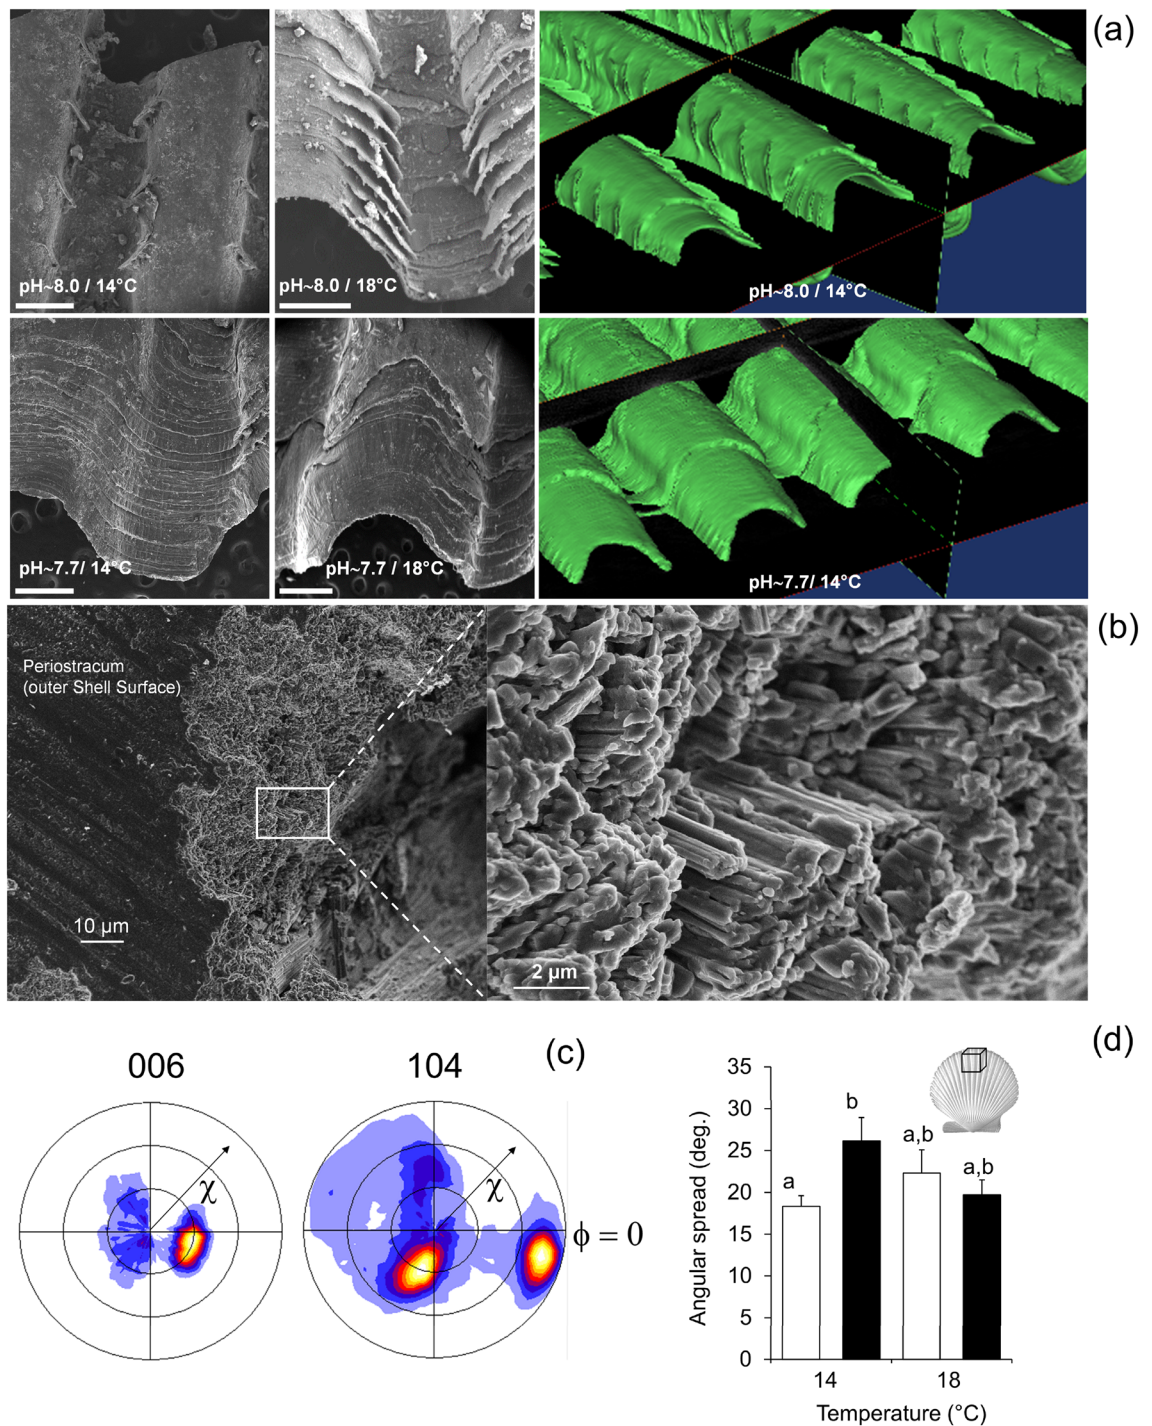 (a)
pH~8.0 / 14°C
pH~8.0 / 18°C
pH~8.0 / 14°C
pH~7.7/ 14°C
pH~7.7 / 18°C
pH~7.7/ 14°C
(b)
Periostracum
(outer Shell Surface)
10 µm
2 µm
(c)
006
104
χ
χ
ϕ = 0
(d)
Angular spread (deg.)
35
30
25
20
15
10
5
0
a
b
a,b
a,b
14
18
Temperature (°C)